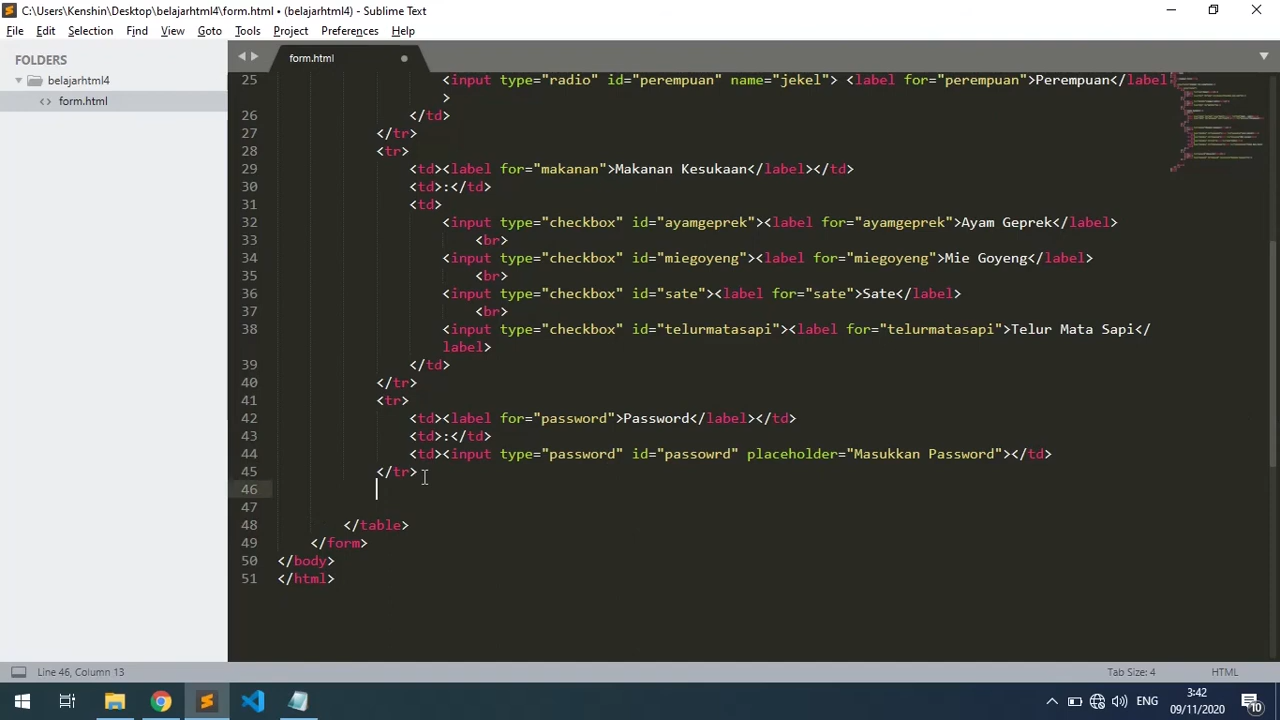 C:\Users\Kenshin\Desktop\belajarhtml4\form.html • (belajarhtml4) - Sublime Text
File Edit Selection Find View Goto Tools Project Preferences Help
FOLDERS
belajarhtml4
form.html
form.html
25 <input type="radio" id="perempuan" name="jekel"> <label for="perempuan">Perempuan</label
>
26 </td>
27 </tr>
28 <tr>
29 <td><label for="makanan">Makanan Kesukaan</label></td>
30 <td>:</td>
31 <td>
32 <input type="checkbox" id="ayamgeprek"><label for="ayamgeprek">Ayam Geprek</label>
33 <br>
34 <input type="checkbox" id="miegoyeng"><label for="miegoyeng">Mie Goyeng</label>
35 <br>
36 <input type="checkbox" id="sate"><label for="sate">Sate</label>
37 <br>
38 <input type="checkbox" id="telurmatasapi"><label for="telurmatasapi">Telur Mata Sapi</
label>
39 </td>
40 </tr>
41 <tr>
42 <td><label for="password">Password</label></td>
43 <td>:</td>
44 <td><input type="password" id="passowrd" placeholder="Masukkan Password"></td>
45 </tr>
46
47
48 </table>
49 </form>
50 </body>
51 </html>
Line 46, Column 13
Tab Size: 4
HTML
ENG
3:42
09/11/2020
10